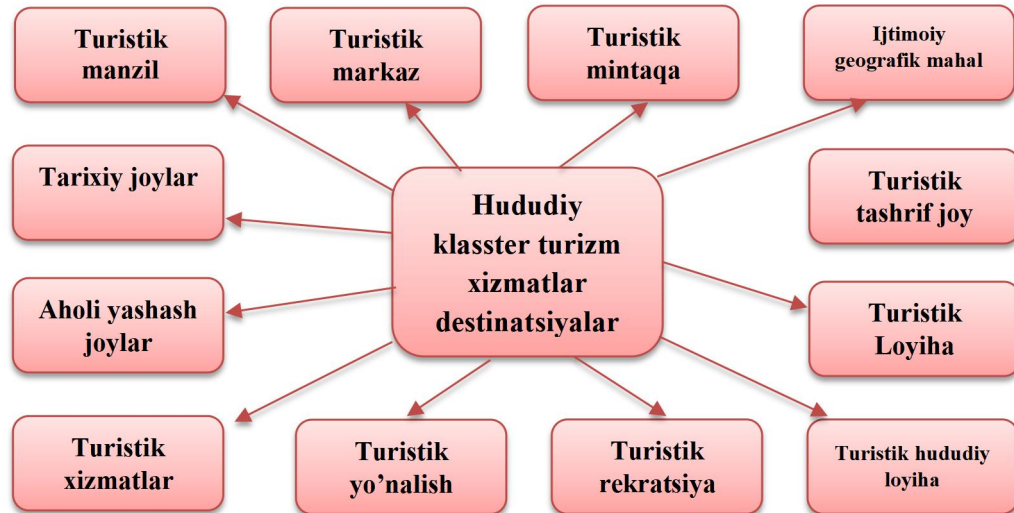 Turistik
manzil
Turistik
markaz
Turistik
mintaqa
Ijtimoiy
geografik mahal
Tarixiy joylar
Hududiy
klasster turizm
xizmatlar
destinatsiyalar
Turistik
tashrif joy
Aholi yashash
joylar
Turistik
Loyiha
Turistik
xizmatlar
Turistik
yo’nalish
Turistik
rekratsiya
Turistik hududiy
loyiha